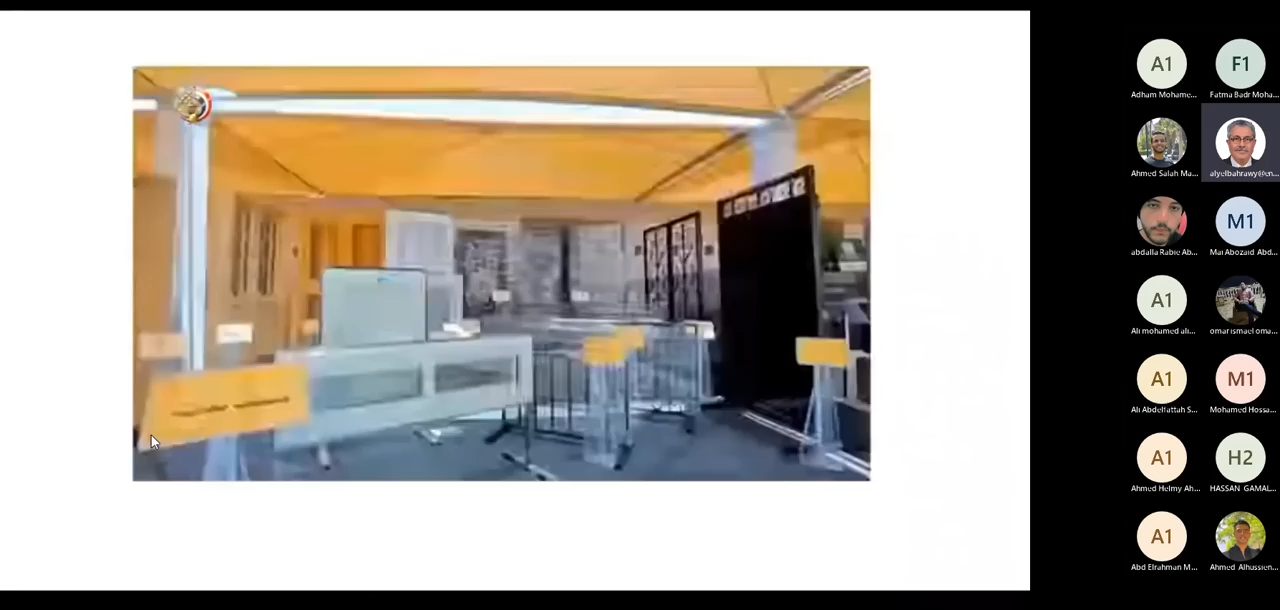 A1
F1
Adham Mohame...
Fatma Badr Moha...
Ahmed Salah Ma...
alyelbahrawy@en...
M1
abdalla Rabie Ab...
Mai Abozaid Abd...
A1
Ali mohamed ali...
omar ismael oma...
A1
M1
Ali Abdelfattah S...
Mohamed Hossa...
A1
H2
Ahmed Helmy Ah...
HASSAN GAMAL...
A1
Abd Elrahman M...
Ahmed Alhussien...